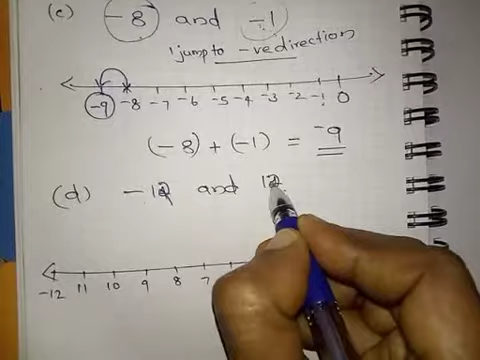 (c) -8 and -1
1 jump to -ve direction
-9 -8 -7 -6 -5 -4 -3 -2 -1 0
(-8) + (-1) = -9
(d) -12 and 12
-12 11 10 9 8 7